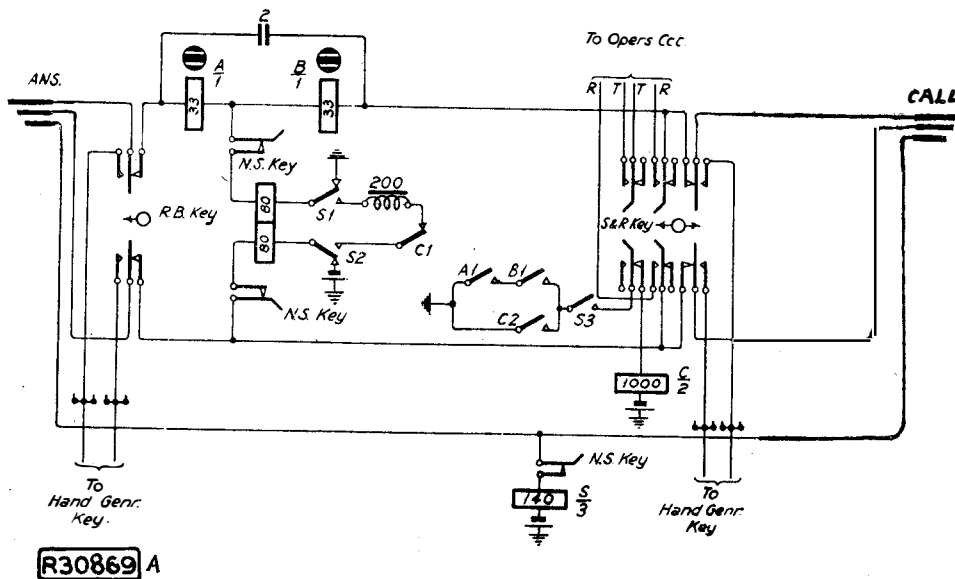 2
To Opers Ccc.
A
1
B
1
ANS.
33
33
R T T R
CALL
N.S. Key
200
80
S1
R.B. Key
S&R Key
80
S2
C1
A1 B1
N.S. Key
C2
S3
1000
C
2
N.S. Key
To
Hand Genr.
Key.
140
S
3
To
Hand Genr.
Key
R30869 A